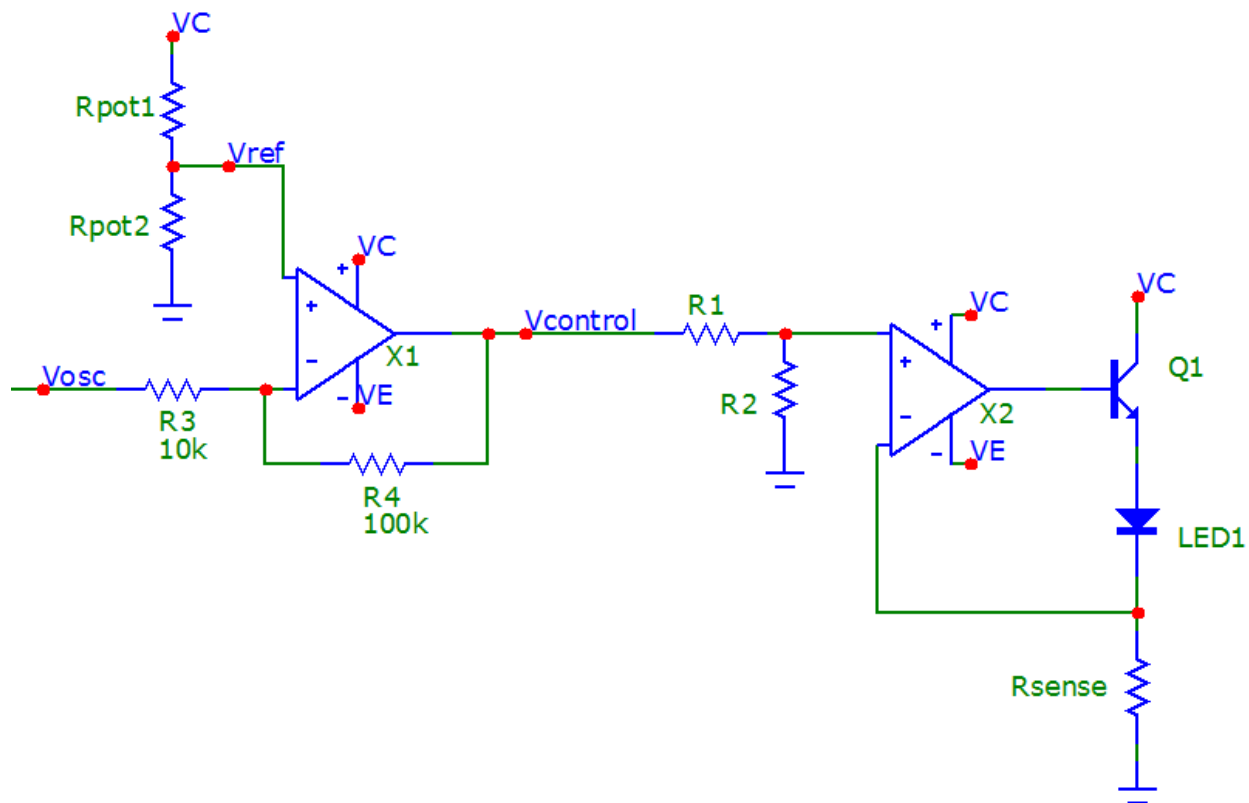 VC
Rpot1
Vref
Rpot2
+
VC
+
-
X1
-
VE
Vosc
R3
10k
R4
100k
Vcontrol
R1
R2
+
VC
+
-
X2
-
VE
VC
Q1
LED1
Rsense